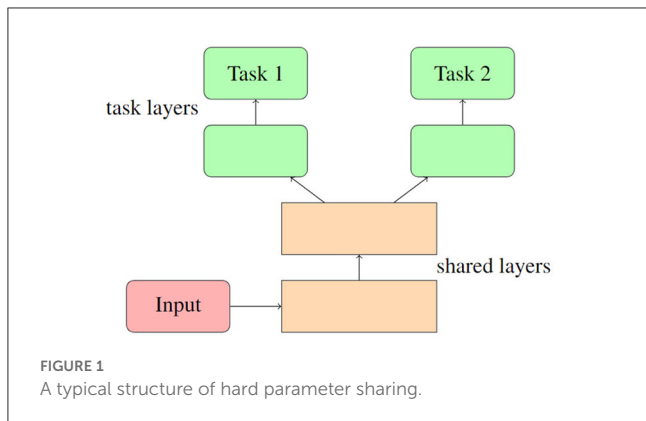 Task 1
Task 2
task layers
shared layers
Input
FIGURE 1
A typical structure of hard parameter sharing.